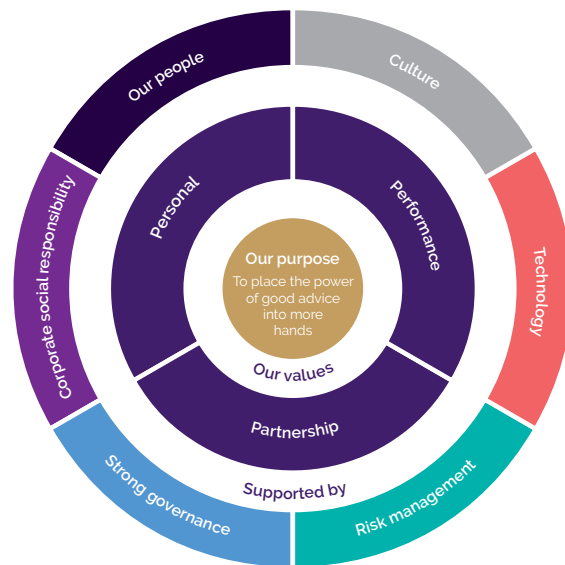 Our people
Culture
Personal
Performance
Corporate social responsibility
Technology
Our purpose
To place the power
of good advice
into more
hands
Our values
Partnership
Supported by
Strong governance
Risk management